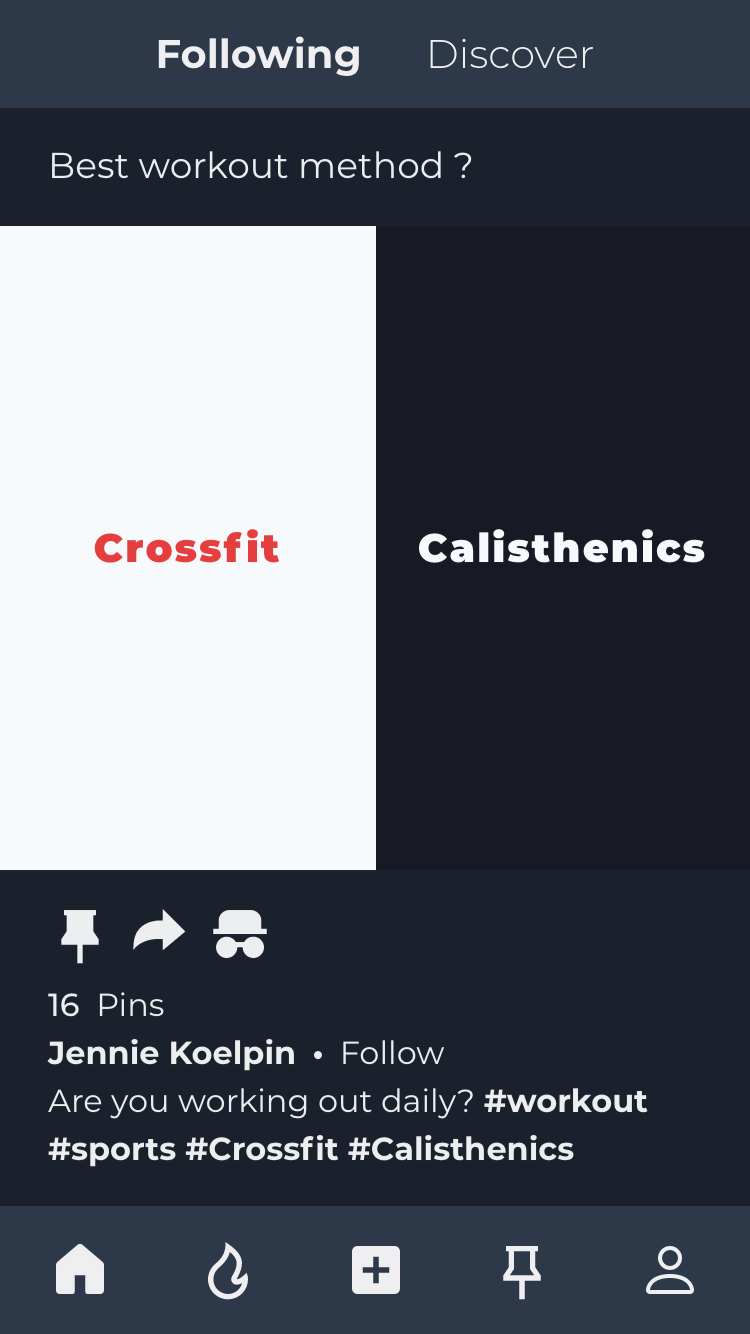 Following Discover
Best workout method ?
Crossfit Calisthenics
16 Pins
Jennie Koelpin • Follow
Are you working out daily? #workout
#sports #Crossfit #Calisthenics